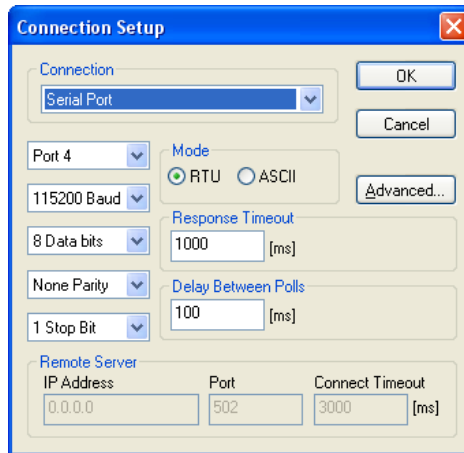 Connection Setup
Connection
Serial Port
OK
Cancel
Port 4
Mode
RTU ASCII
115200 Baud
Advanced...
Response Timeout
1000 [ms]
8 Data bits
None Parity
Delay Between Polls
100 [ms]
1 Stop Bit
Remote Server
IP Address Port Connect Timeout
0.0.0.0 502 3000 [ms]